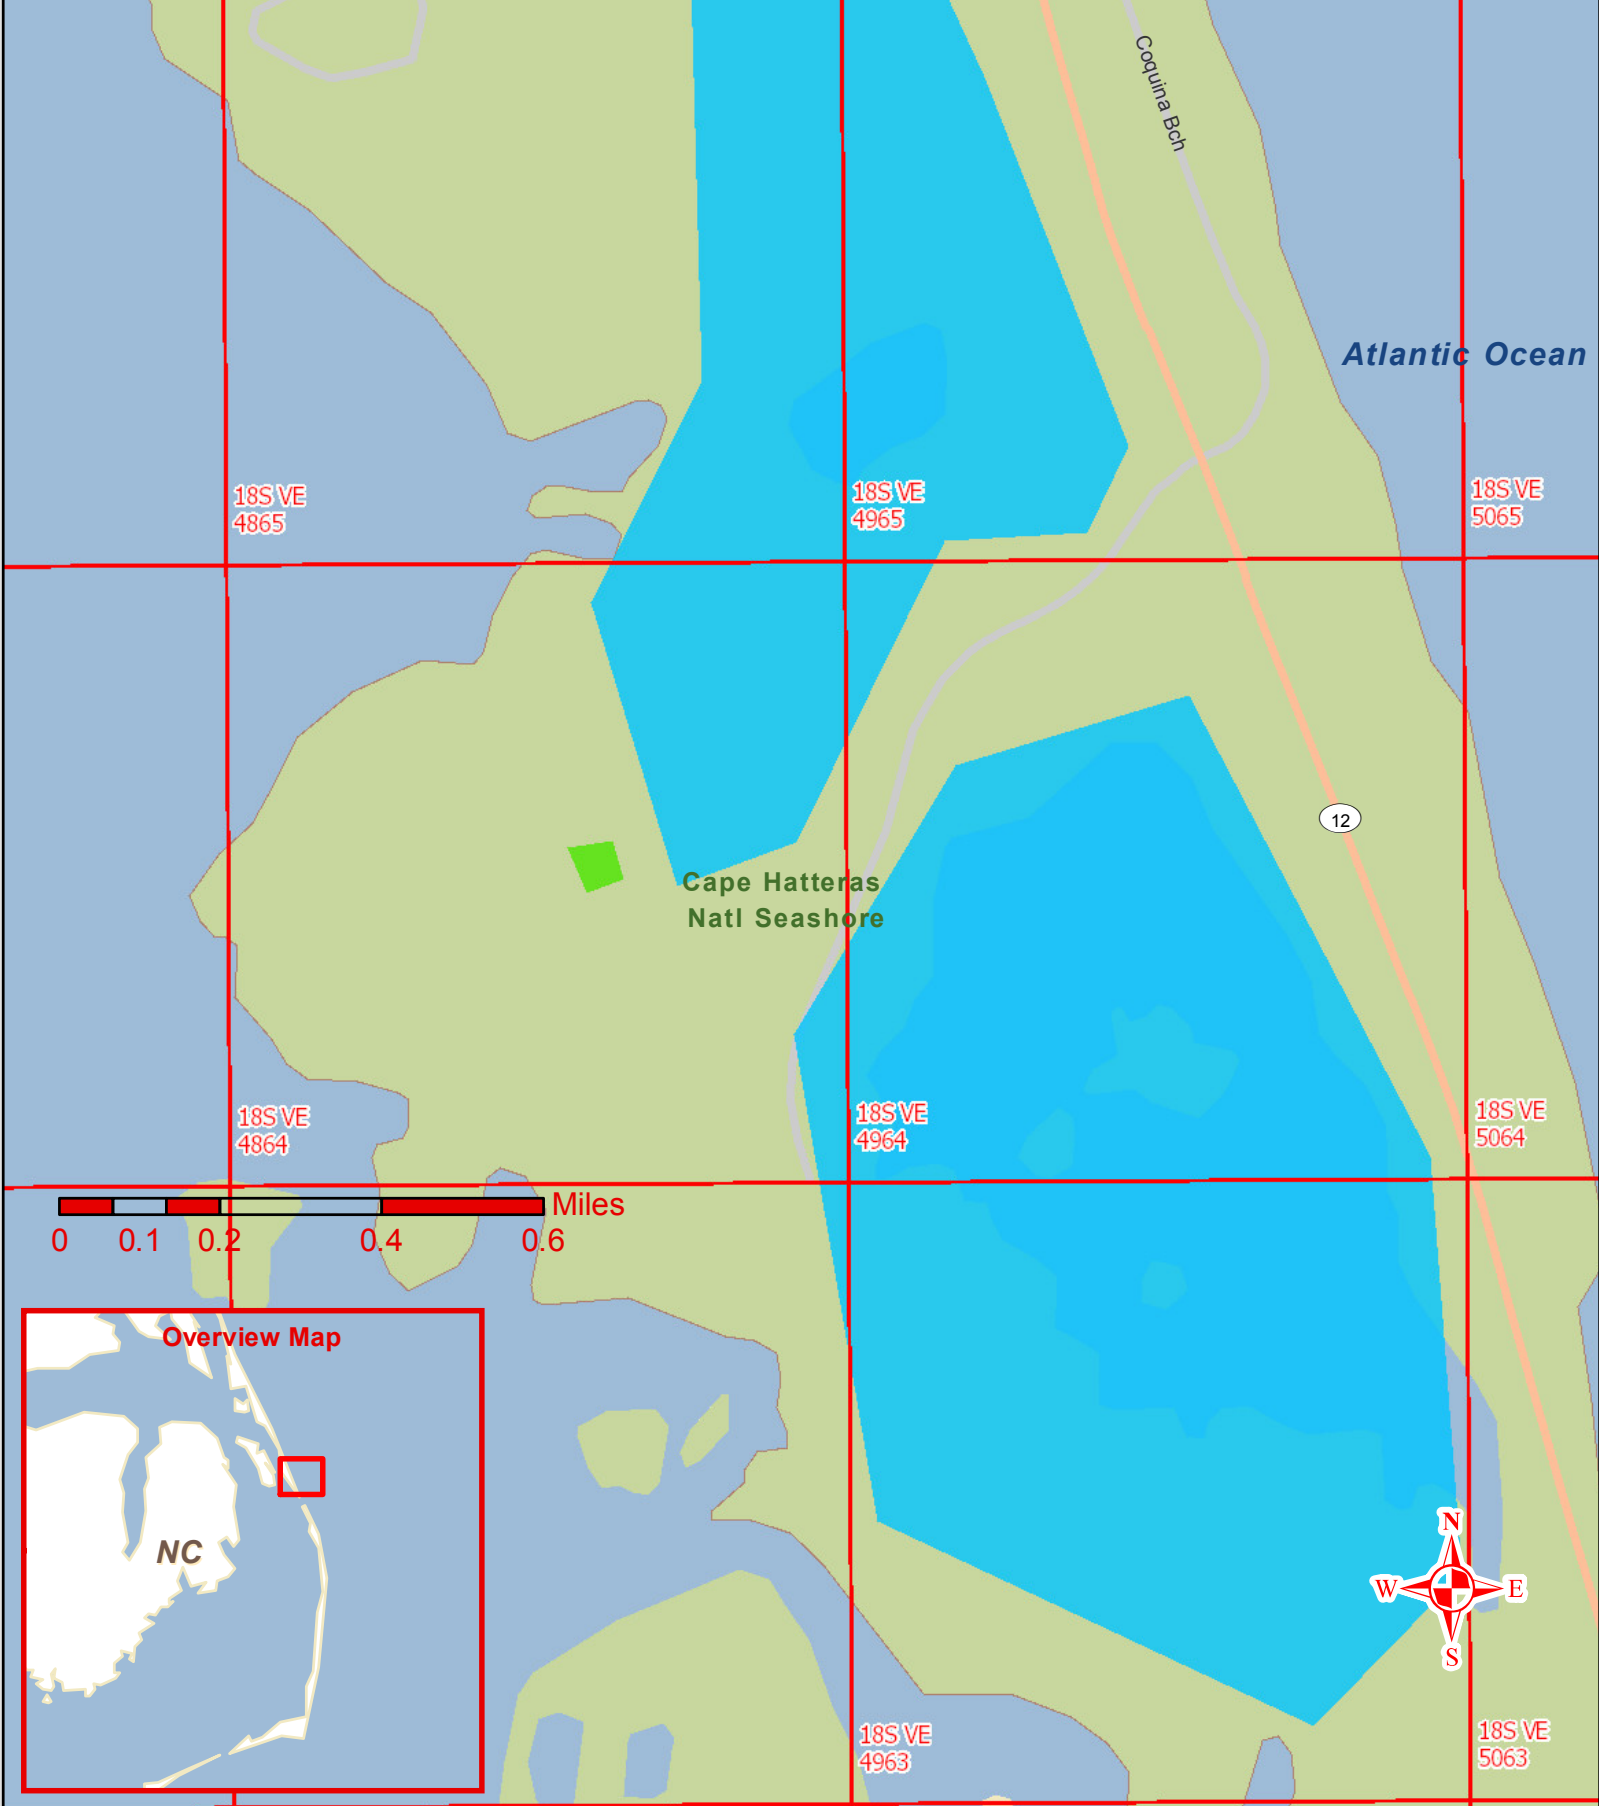 Coquina Bch
Atlantic Ocean
18S VE
4865
18S VE
4965
18S VE
5065
12
Cape Hatteras
Natl Seashore
18S VE
4864
18S VE
4964
18S VE
5064
Miles
0 0.1 0.2 0.4 0.6
Overview Map
NC
N
W E
S
18S VE
4963
18S VE
5063